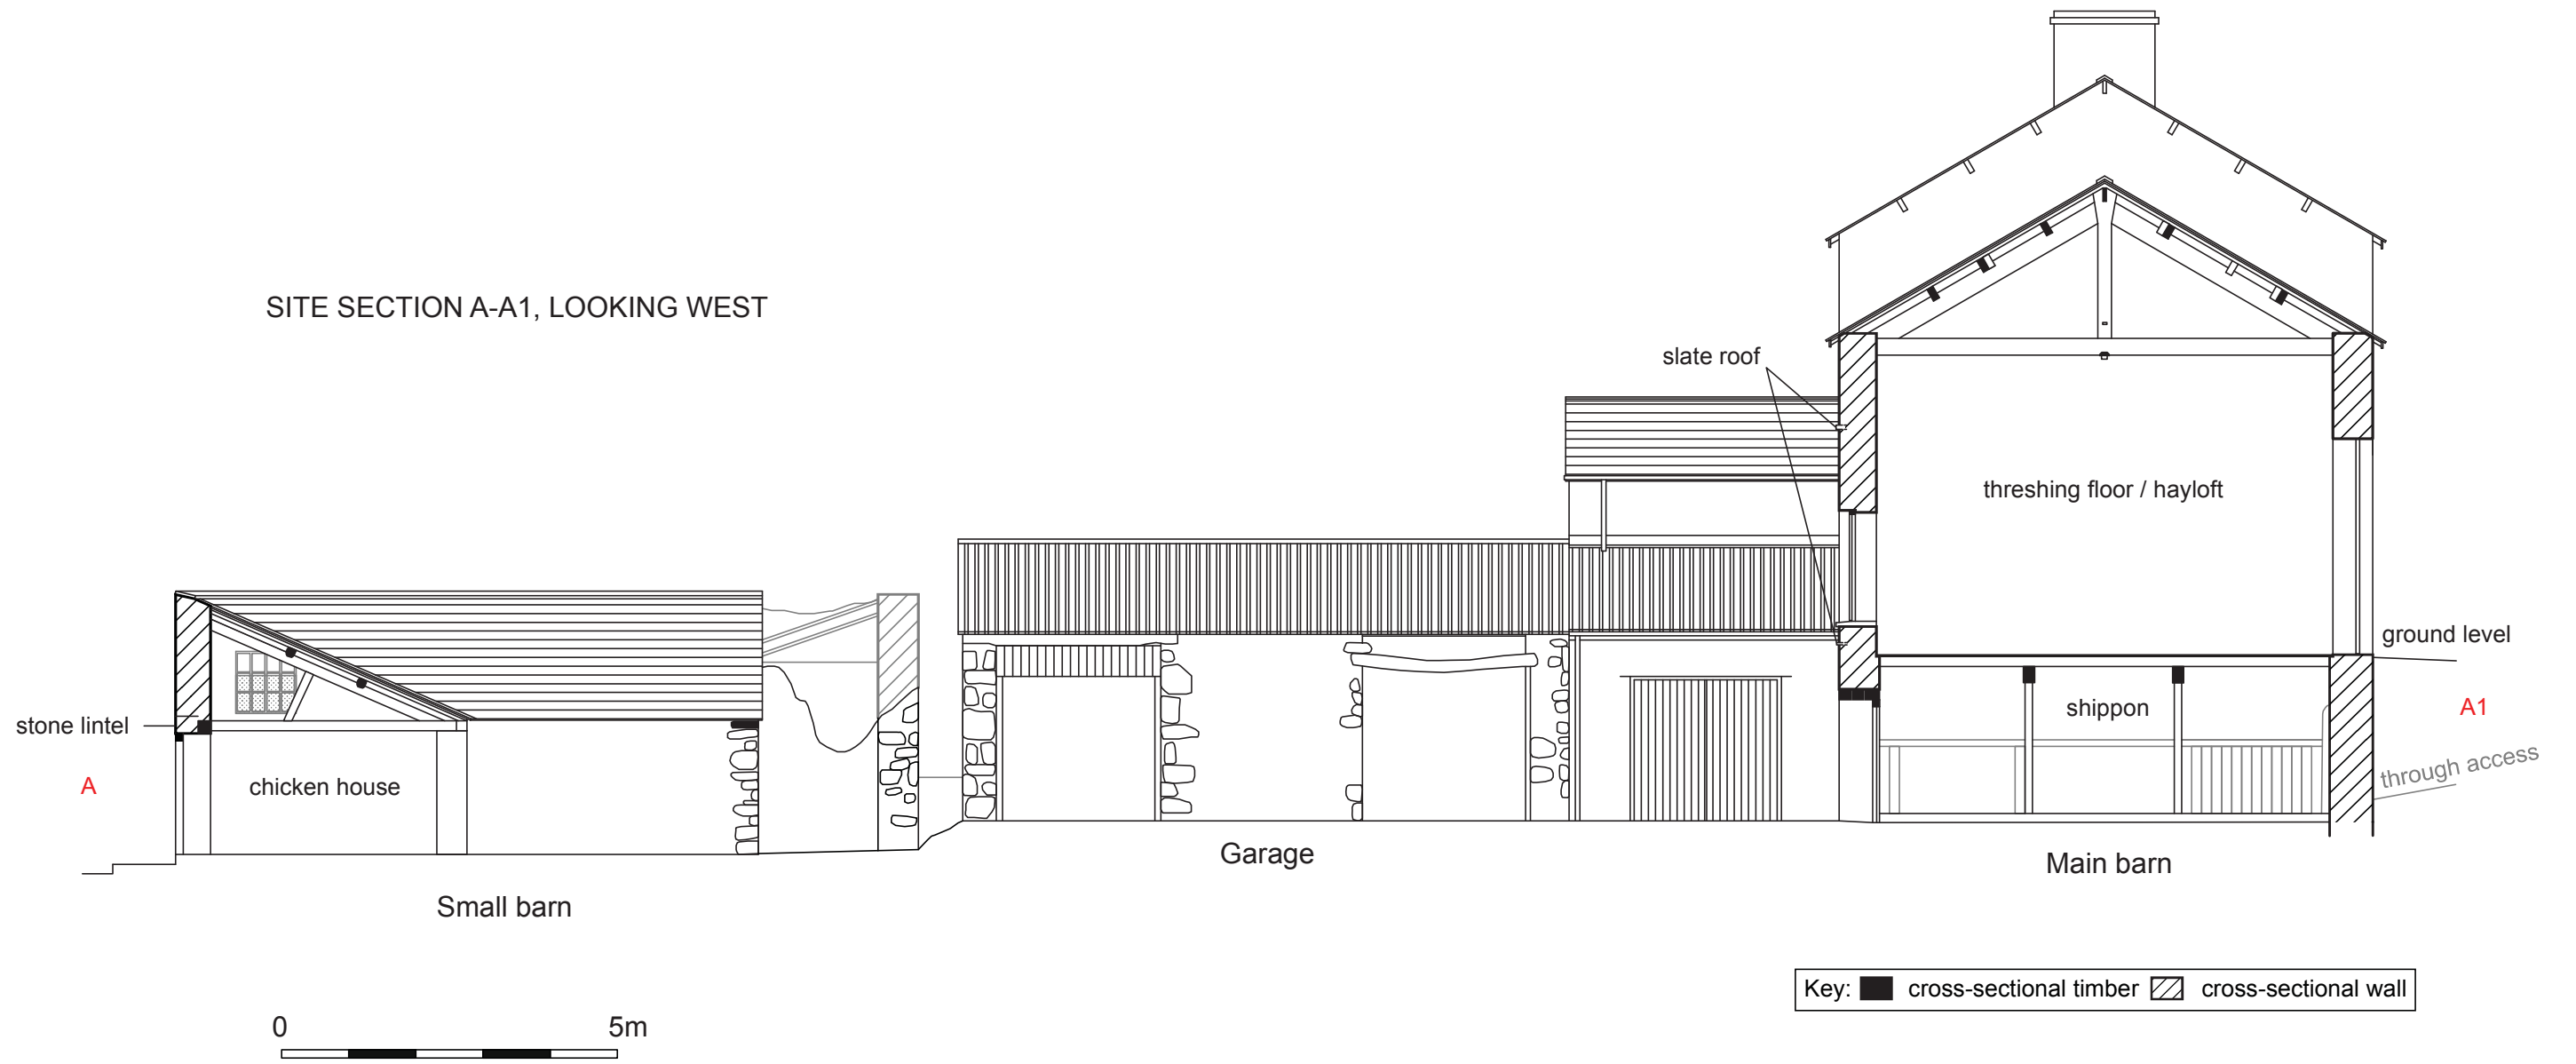 SITE SECTION A-A1, LOOKING WEST
slate roof
threshing floor / hayloft
ground level
stone lintel
shippon
A1
A
chicken house
through access
Garage
Main barn
Small barn
Key: cross-sectional timber cross-sectional wall
0 5m